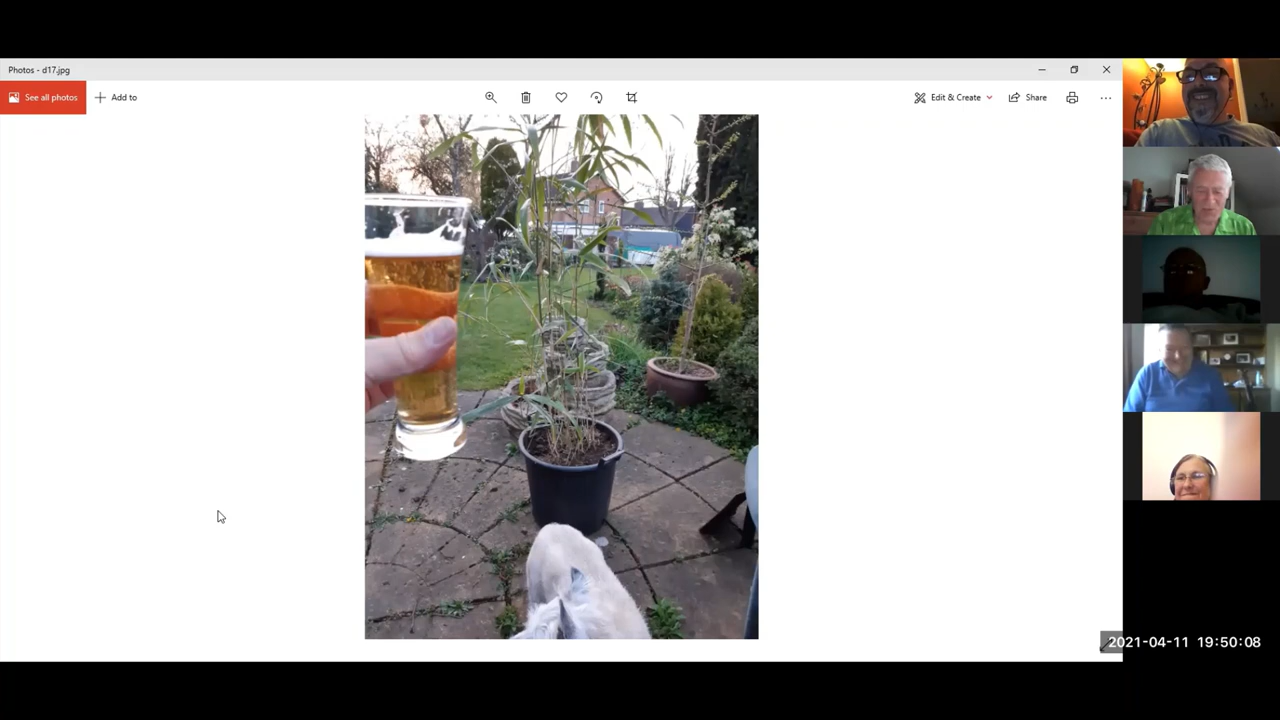 Photos - d17.jpg
See all photos
Add to
Edit & Create
Share
2021-04-11 19:50:08